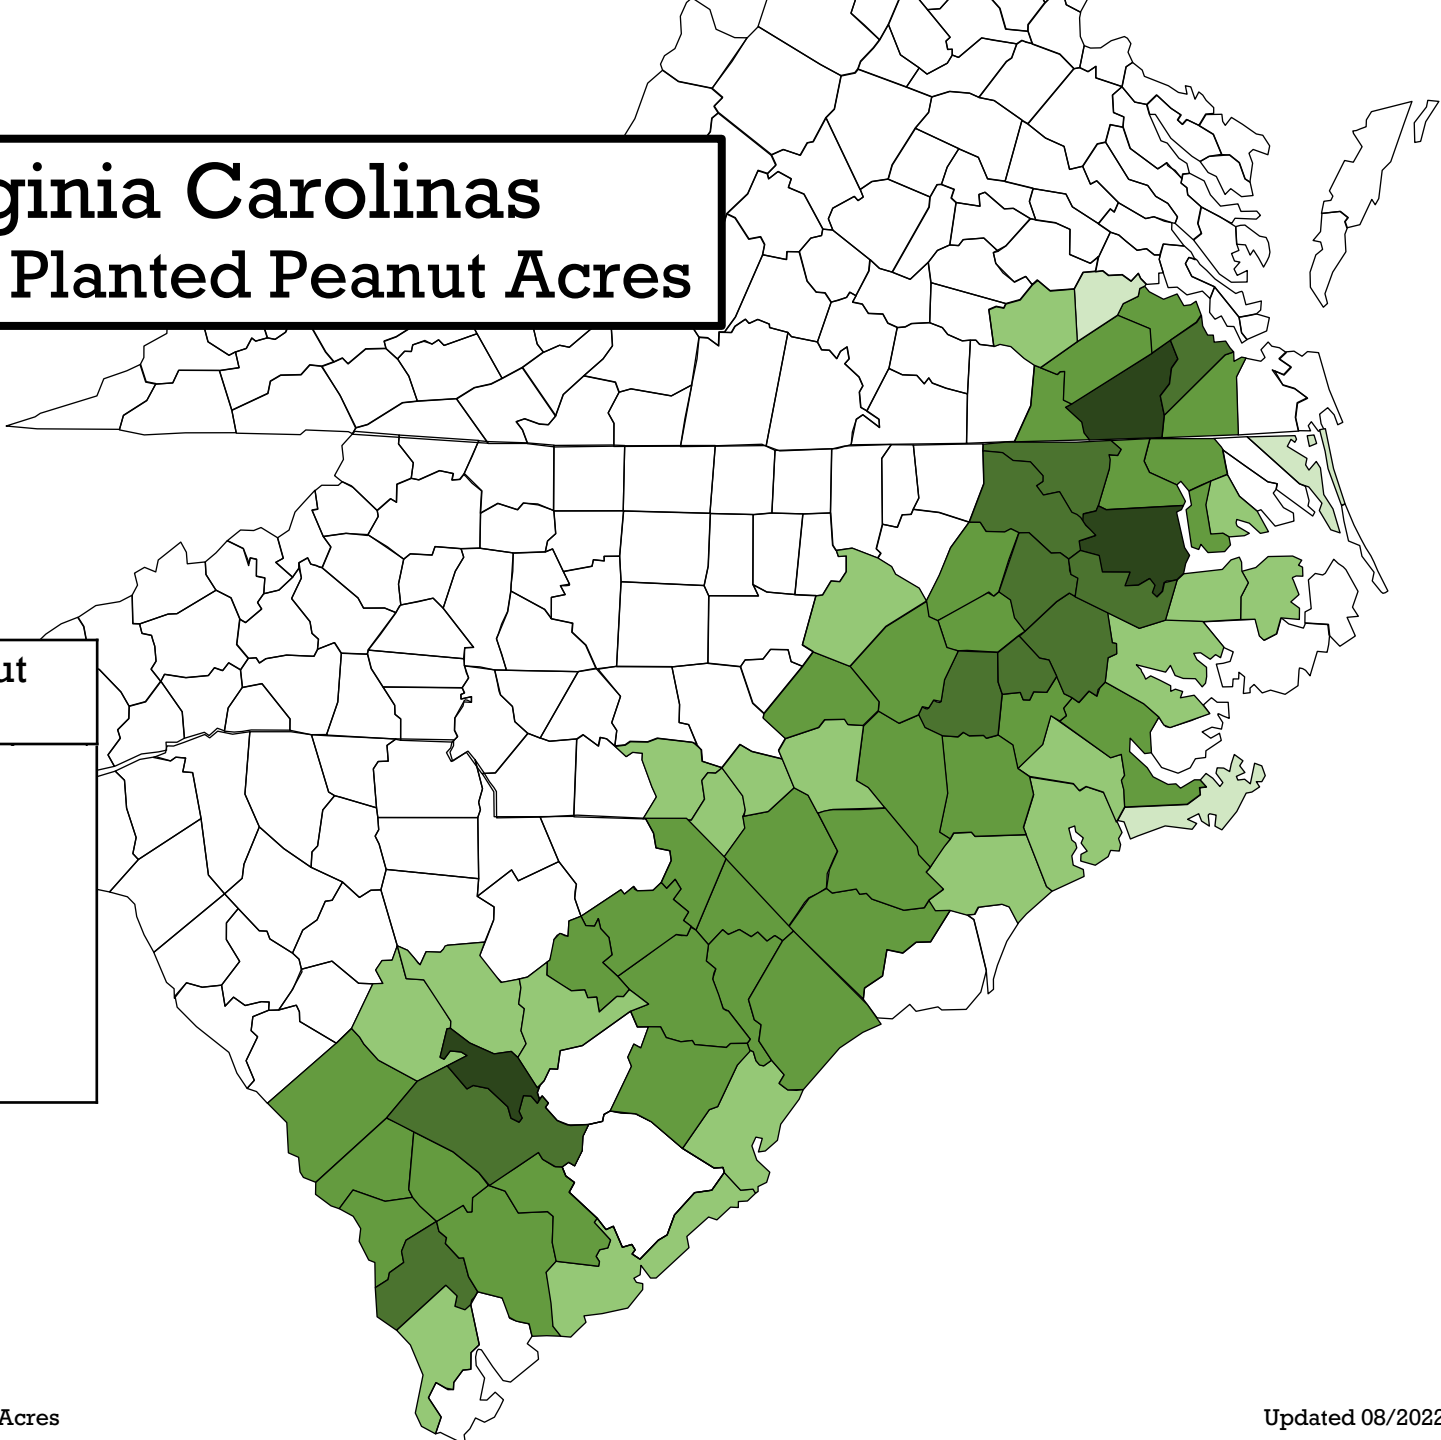 ginia Carolinas
Planted Peanut Acres
ut
Acres
Updated 08/2022